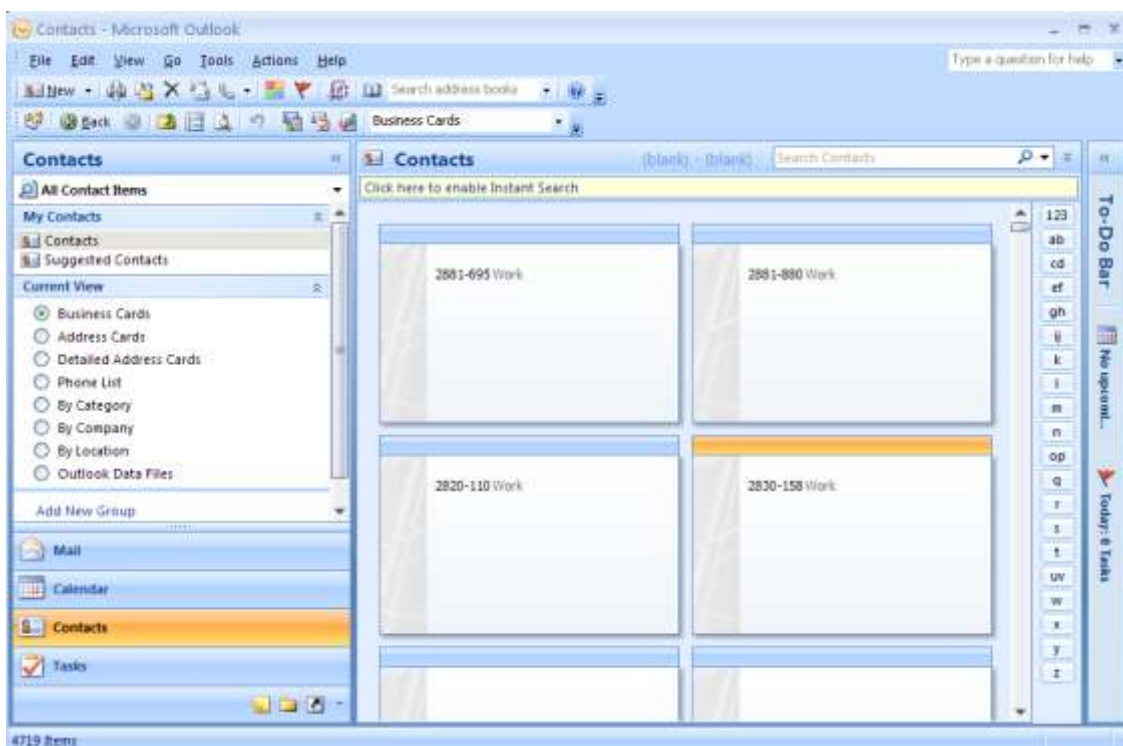 Contacts - Microsoft Outlook
File Edit View Go Tools Actions Help
Type a question for help
New
Search address books
Back
Business Cards
Contacts
All Contact Items
My Contacts
Contacts
Suggested Contacts
Current View
Business Cards
Address Cards
Detailed Address Cards
Phone List
By Category
By Company
By Location
Outlook Data Files
Add New Group
Mail
Calendar
Contacts
Tasks
Contacts (blank) - (blank) Search Contacts
Click here to enable Instant Search
2881-695 Work 2881-880 Work
2820-110 Work 2830-158 Work
123
ab
cd
ef
gh
ij
k
l
m
n
op
q
r
s
t
uv
w
x
y
z
To-Do Bar
No upcomi...
Today: 0 Tasks
4719 Items